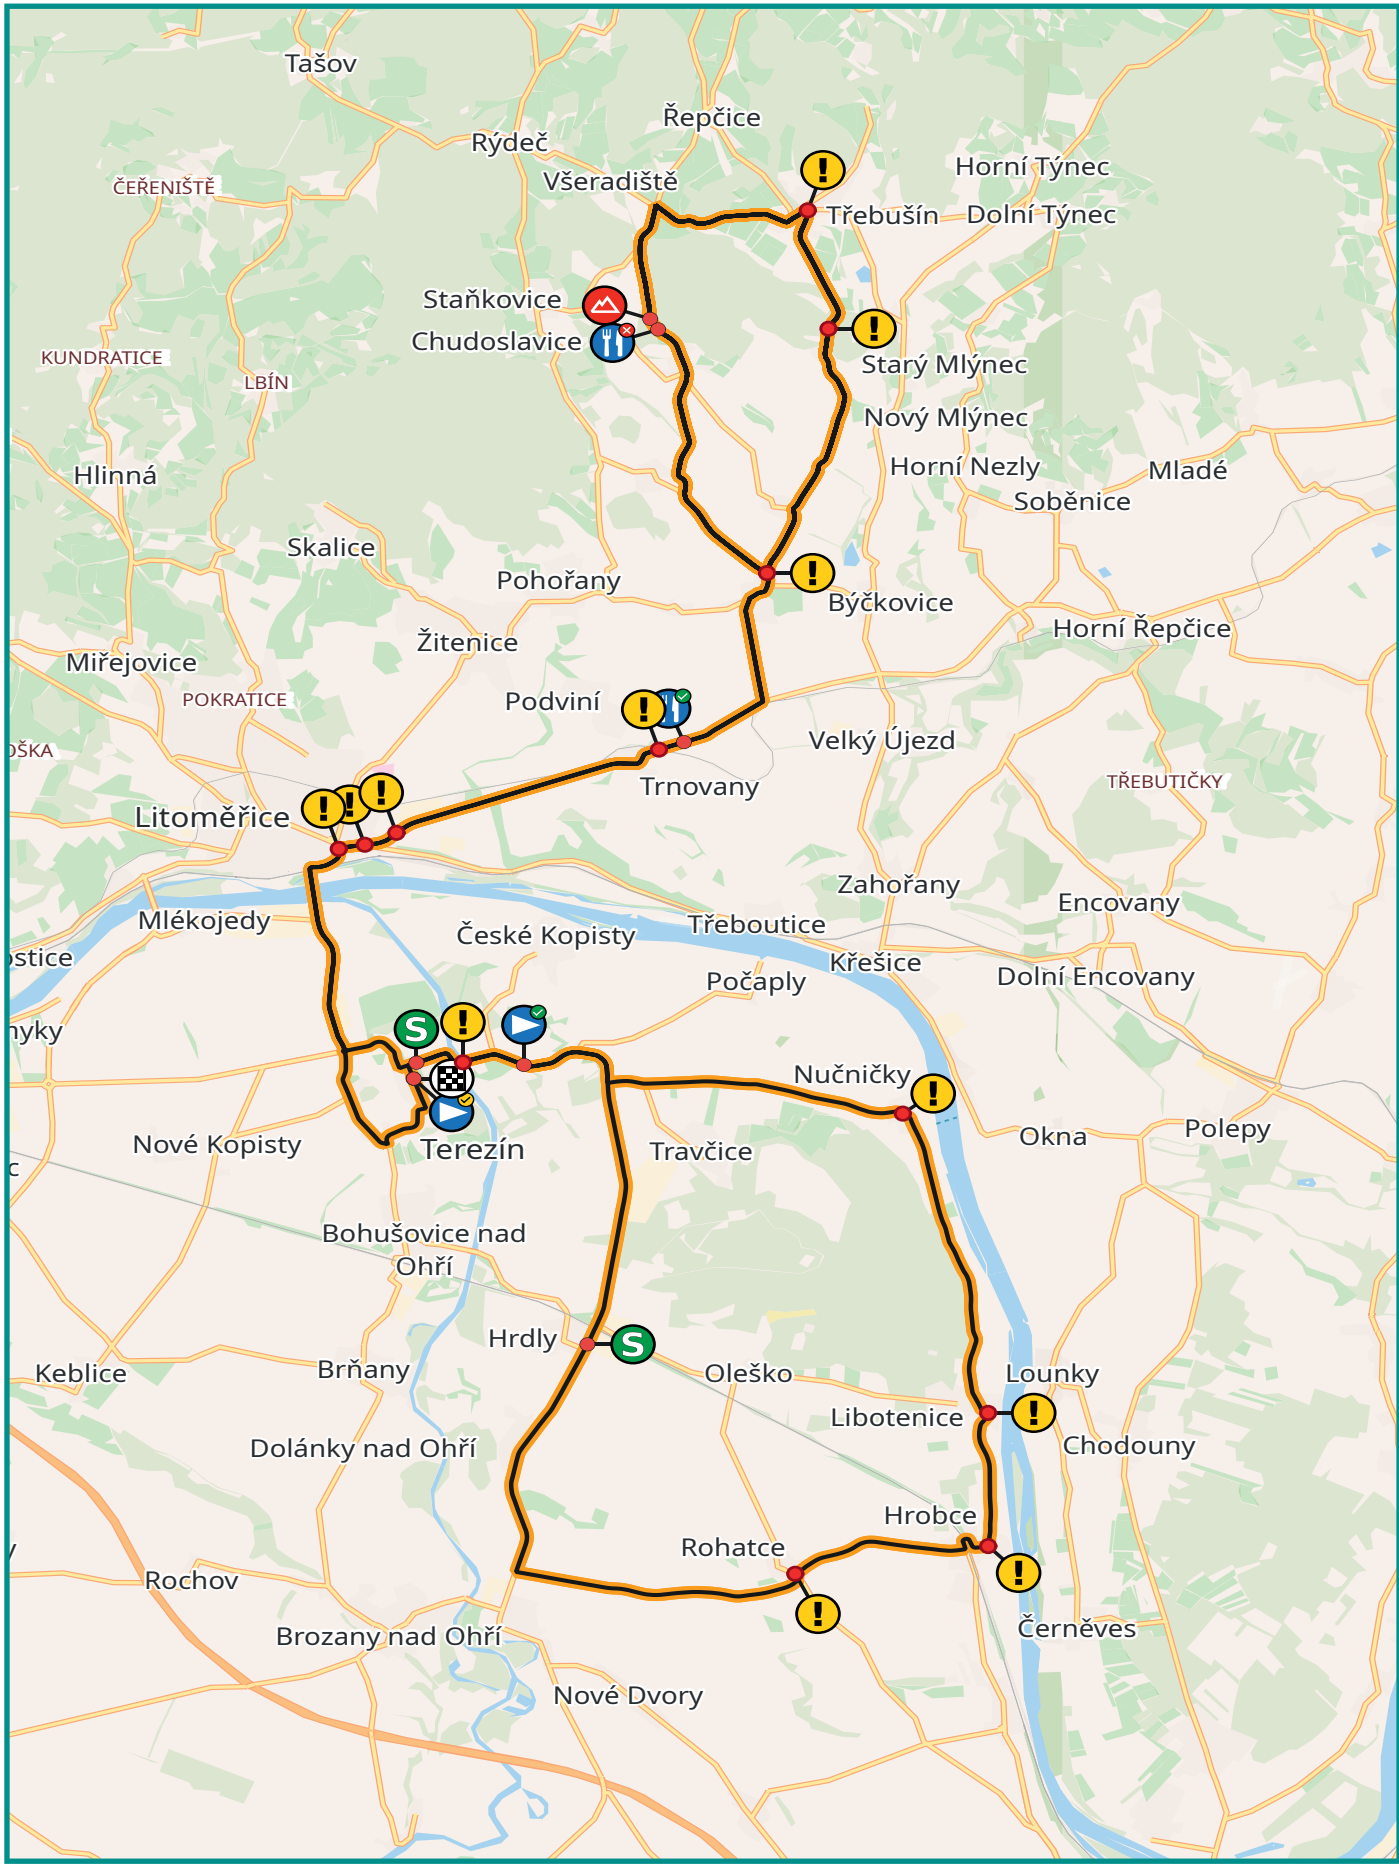 Tašov
Řepčice
Rýdeč
Horní Týnec
Všeradiště
ČEŘENIŠTĚ
Třebušín
Dolní Týnec
Staňkovice
Chudoslavice
KUNDRATICE
Starý Mlýnec
LBÍN
Nový Mlýnec
Hlinná
Horní Nezly
Mladé
Soběnice
Skalice
Pohořany
Býčkovice
Horní Řepčice
Žitenice
Miřejovice
POKRATICE
Podviní
OŠKA
Velký Újezd
TŘEBUTIČKY
Trnovany
Litoměřice
Zahořany
Encovany
Mlékojedy
České Kopisty
Třeboutice
ostice
Počaply
Křešice
Dolní Encovany
nyky
S
Nučničky
Nové Kopisty
Terezín
Travčice
Okna
Polepy
c
Bohušovice nad
Ohří
Hrdly
S
Keblice
Brňany
Oleško
Lounky
Libotenice
Dolánky nad Ohří
Chodouny
Hrobce
Rohatce
y
Rochov
Brozany nad Ohří
Černěves
Nové Dvory